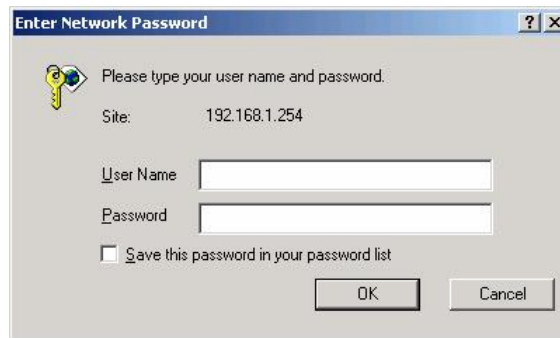 Enter Network Password
Please type your user name and password.
Site: 192.168.1.254
User Name
Password
Save this password in your password list
OK Cancel